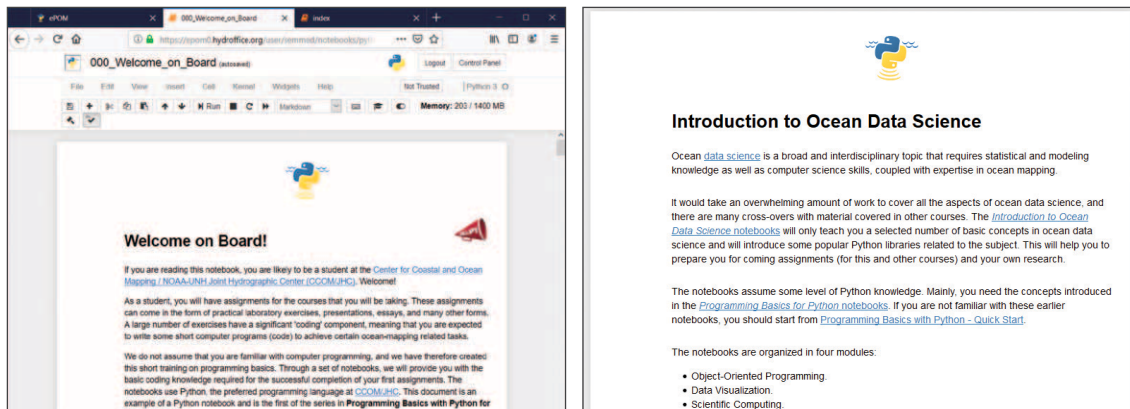 ePOM
000_Welcome_on_Board
index
https://epom0.hydroffice.org/user/semmed/notebooks/pyt
000_Welcome_on_Board (autosaved)
Logout
Control Panel
File Edit View Insert Cell Kernel Widgets Help
Not Trusted
Python 3
Run
Markdown
Memory: 203 / 1400 MB
Welcome on Board!
If you are reading this notebook, you are likely to be a student at the Center for Coastal and Ocean
Mapping / NOAA-UNH Joint Hydrographic Center (CCOM/JHC). Welcome!
As a student, you will have assignments for the courses that you will be taking. These assignments
can come in the form of practical laboratory exercises, presentations, essays, and many other forms.
A large number of exercises have a significant 'coding' component, meaning that you are expected
to write some short computer programs (code) to achieve certain ocean-mapping related tasks.
We do not assume that you are familiar with computer programming, and we have therefore created
this short training on programming basics. Through a set of notebooks, we will provide you with the
basic coding knowledge required for the successful completion of your first assignments. The
notebooks use Python, the preferred programming language at CCOM/JHC. This document is an
example of a Python notebook and is the first of the series in Programming Basics with Python for
Introduction to Ocean Data Science
Ocean data science is a broad and interdisciplinary topic that requires statistical and modeling
knowledge as well as computer science skills, coupled with expertise in ocean mapping.
It would take an overwhelming amount of work to cover all the aspects of ocean data science, and
there are many cross-overs with material covered in other courses. The Introduction to Ocean
Data Science notebooks will only teach you a selected number of basic concepts in ocean data
science and will introduce some popular Python libraries related to the subject. This will help you to
prepare you for coming assignments (for this and other courses) and your own research.
The notebooks assume some level of Python knowledge. Mainly, you need the concepts introduced
in the Programming Basics for Python notebooks. If you are not familiar with these earlier
notebooks, you should start from Programming Basics with Python - Quick Start.
The notebooks are organized in four modules:
• Object-Oriented Programming.
• Data Visualization.
• Scientific Computing.